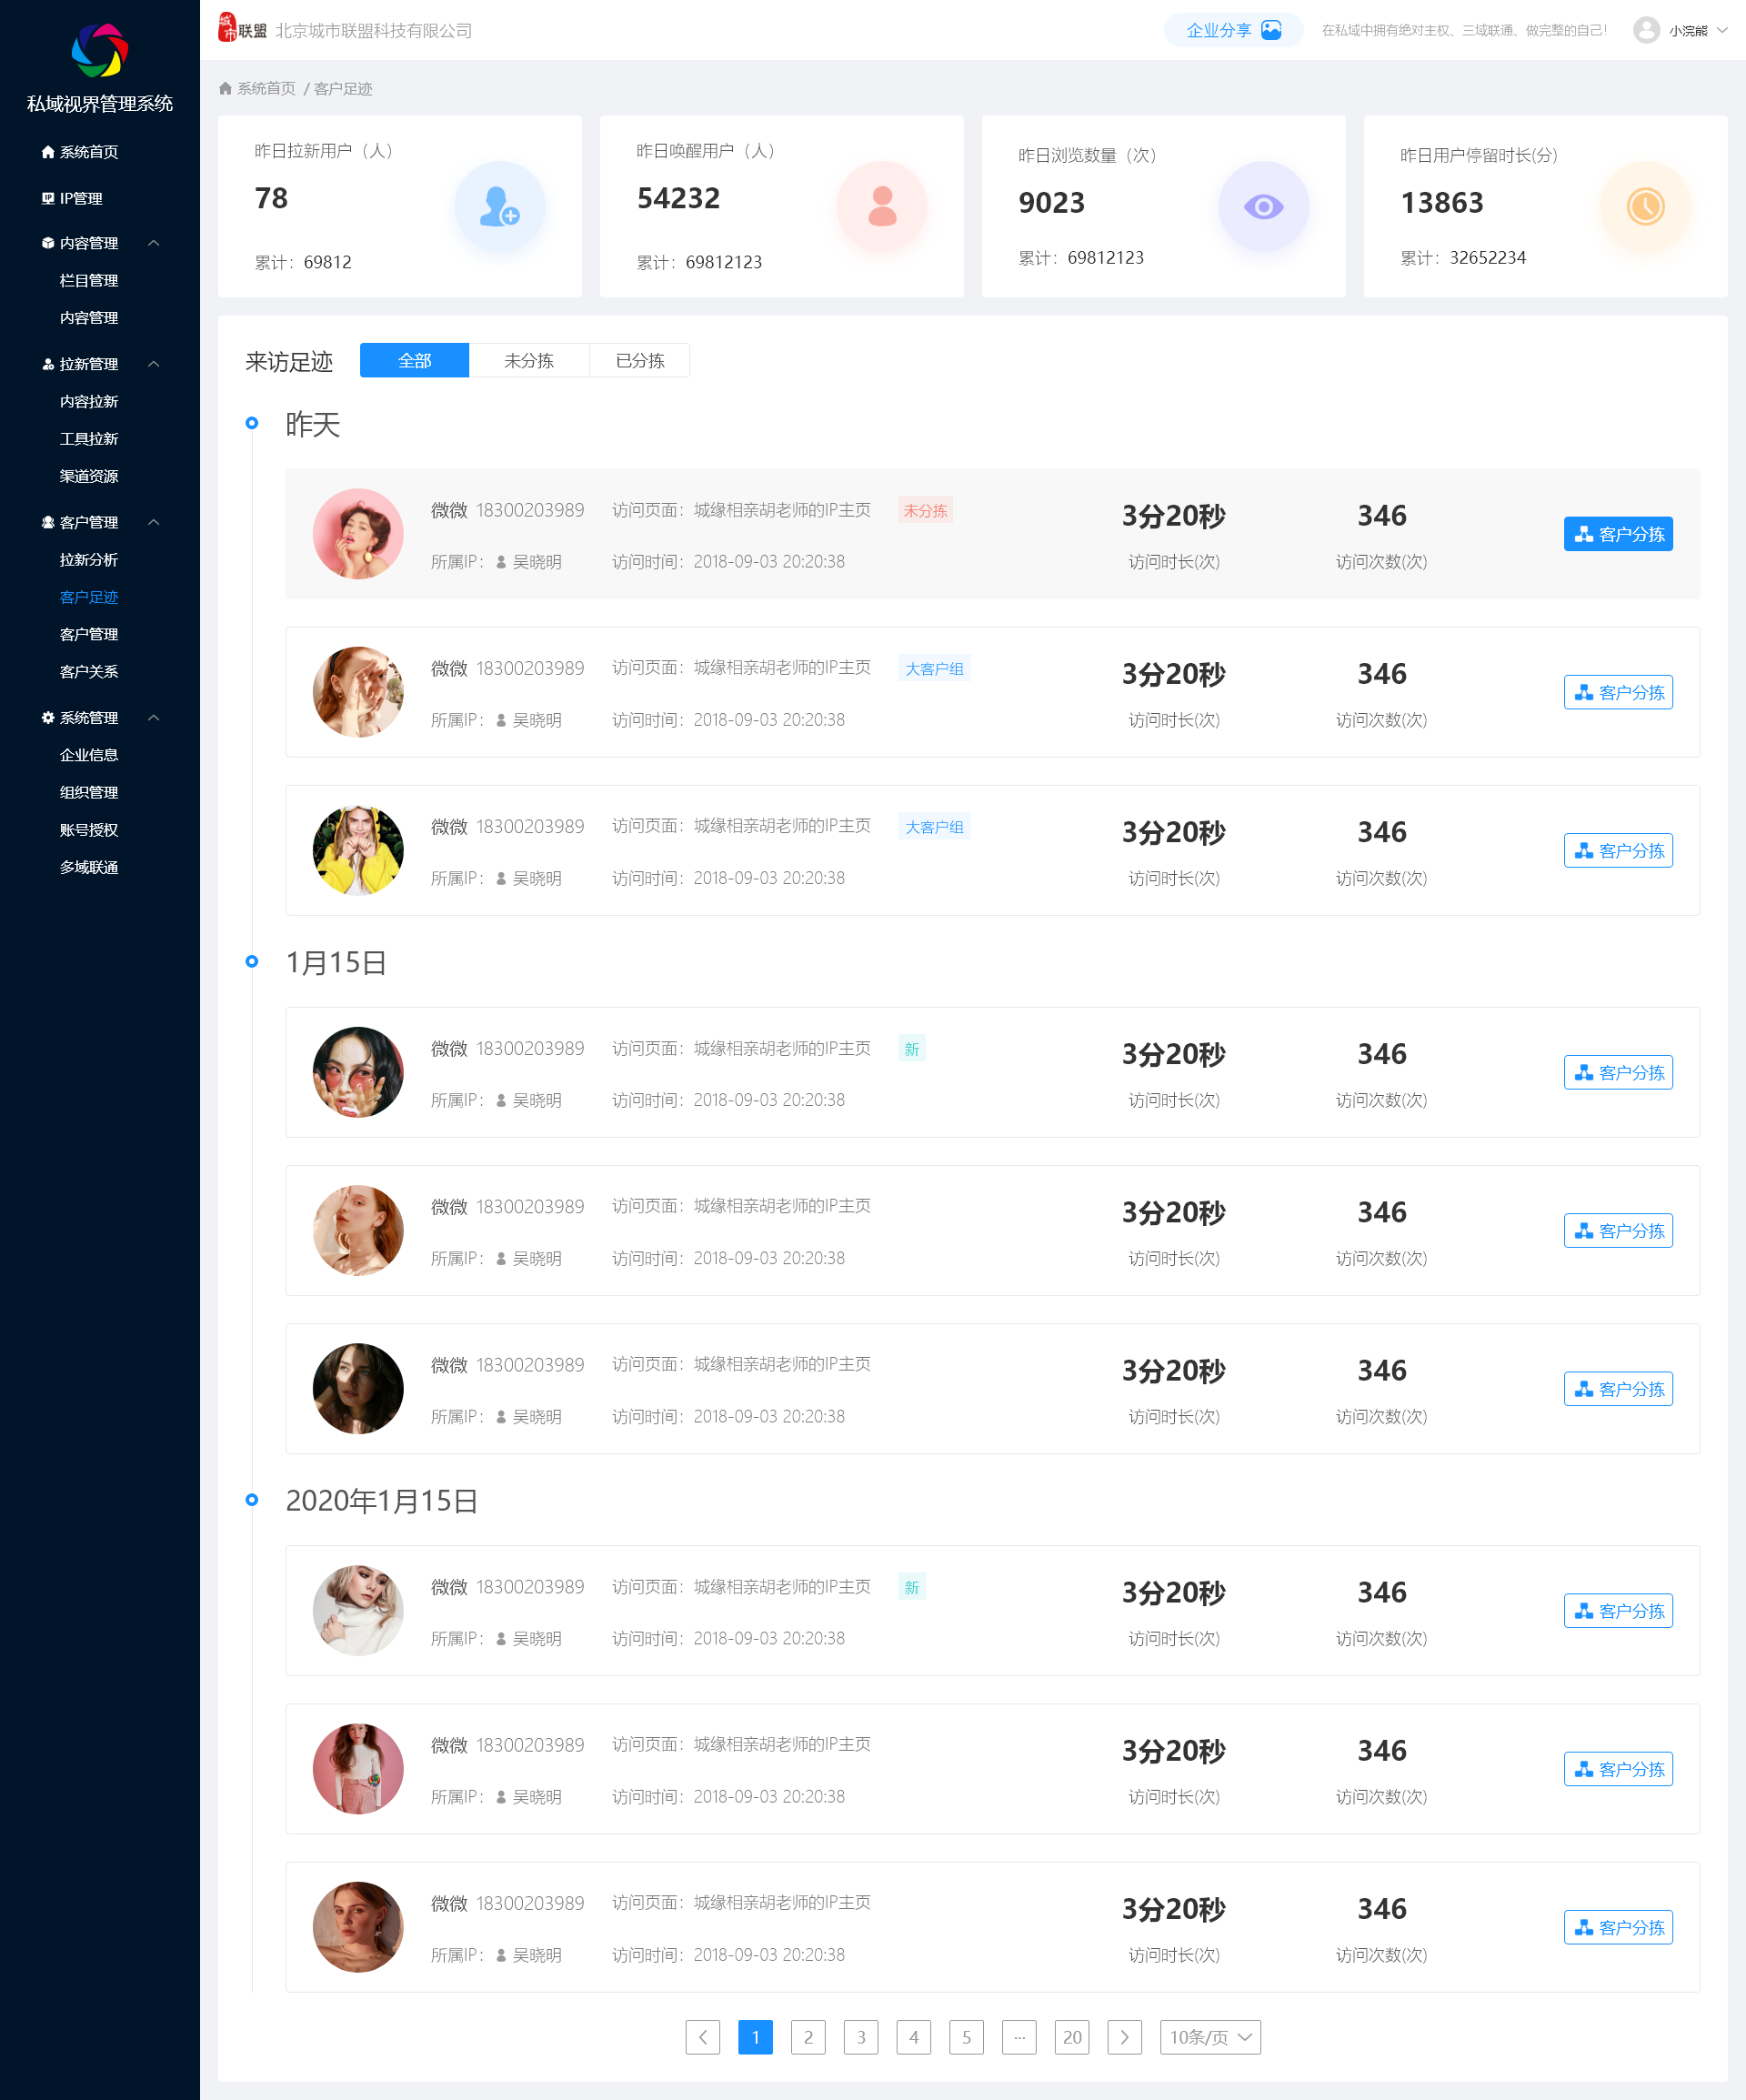 私域视界管理系统
系统首页
IP管理
内容管理
栏目管理
内容管理
拉新管理
内容拉新
工具拉新
渠道资源
客户管理
拉新分析
客户足迹
客户管理
客户关系
系统管理
企业信息
组织管理
账号授权
多域联通
城市联盟 北京城市联盟科技有限公司
企业分享 在私域中拥有绝对主权、三域联通、做完整的自己! 小浣熊
系统首页 / 客户足迹
昨日拉新用户（人）
78
累计：69812
昨日唤醒用户（人）
54232
累计：69812123
昨日浏览数量（次）
9023
累计：69812123
昨日用户停留时长(分)
13863
累计：32652234
来访足迹 全部 未分拣 已分拣
昨天
微微 18300203989 访问页面：城缘相亲胡老师的IP主页 未分拣 3分20秒 346 客户分拣
所属IP：吴晓明 访问时间：2018-09-03 20:20:38 访问时长(次) 访问次数(次)
微微 18300203989 访问页面：城缘相亲胡老师的IP主页 大客户组 3分20秒 346 客户分拣
所属IP：吴晓明 访问时间：2018-09-03 20:20:38 访问时长(次) 访问次数(次)
微微 18300203989 访问页面：城缘相亲胡老师的IP主页 大客户组 3分20秒 346 客户分拣
所属IP：吴晓明 访问时间：2018-09-03 20:20:38 访问时长(次) 访问次数(次)
1月15日
微微 18300203989 访问页面：城缘相亲胡老师的IP主页 新 3分20秒 346 客户分拣
所属IP：吴晓明 访问时间：2018-09-03 20:20:38 访问时长(次) 访问次数(次)
微微 18300203989 访问页面：城缘相亲胡老师的IP主页 3分20秒 346 客户分拣
所属IP：吴晓明 访问时间：2018-09-03 20:20:38 访问时长(次) 访问次数(次)
微微 18300203989 访问页面：城缘相亲胡老师的IP主页 3分20秒 346 客户分拣
所属IP：吴晓明 访问时间：2018-09-03 20:20:38 访问时长(次) 访问次数(次)
2020年1月15日
微微 18300203989 访问页面：城缘相亲胡老师的IP主页 新 3分20秒 346 客户分拣
所属IP：吴晓明 访问时间：2018-09-03 20:20:38 访问时长(次) 访问次数(次)
微微 18300203989 访问页面：城缘相亲胡老师的IP主页 3分20秒 346 客户分拣
所属IP：吴晓明 访问时间：2018-09-03 20:20:38 访问时长(次) 访问次数(次)
微微 18300203989 访问页面：城缘相亲胡老师的IP主页 3分20秒 346 客户分拣
所属IP：吴晓明 访问时间：2018-09-03 20:20:38 访问时长(次) 访问次数(次)
1 2 3 4 5 ··· 20 10条/页